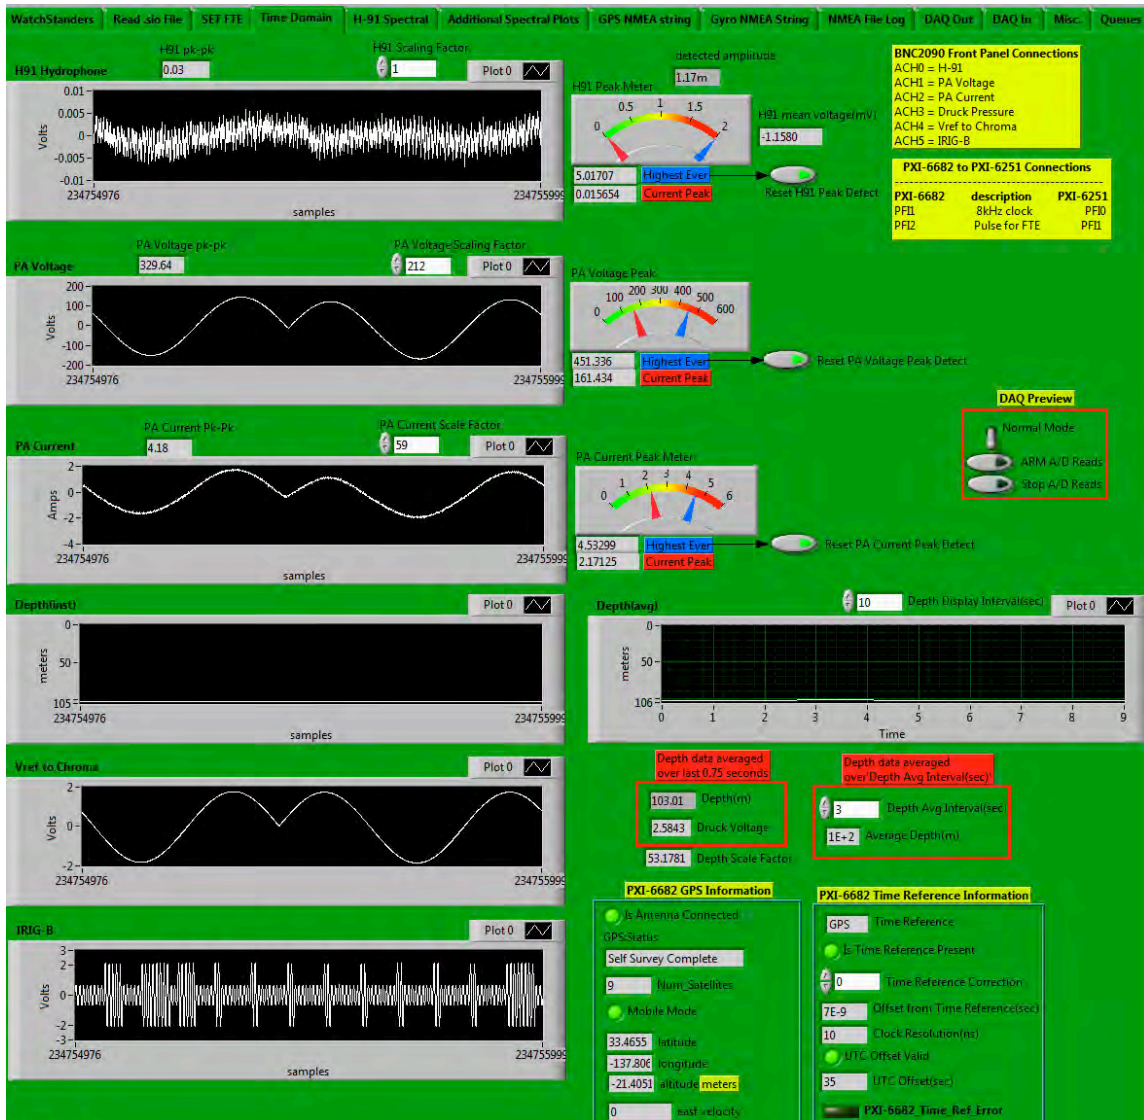 WatchStanders Read .sio File SET FTE Time Domain H-91 Spectral Additional Spectral Plots GPS NMEA string Gyro NMEA String NMEA File Log DAQ Out DAQ In Misc. Queues
H91 pk-pk
0.03
H91 Scaling Factor
1
H91 Hydrophone
Plot 0
0.01
0.005
0
-0.005
-0.01
Volts
234754976
234755999
samples
detected amplitude
1.17m
H91 Peak Meter
0 0.5 1 1.5 2
H91 mean voltage(mV)
-1.1580
5.01707 Highest Ever
0.015654 Current Peak
Reset H91 Peak Detect
BNC2090 Front Panel Connections
ACH0 = H-91
ACH1 = PA Voltage
ACH2 = PA Current
ACH3 = Druck Pressure
ACH4 = Vref to Chroma
ACH5 = IRIG-B
PXI-6682 to PXI-6251 Connections
PXI-6682 description PXI-6251
PFI1 8kHz clock PFI0
PFI2 Pulse for FTE PFI1
PA Voltage pk-pk
329.64
PA Voltage Scaling Factor
212
PA Voltage
Plot 0
200
100
0
-100
-200
Volts
234754976
234755999
PA Voltage Peak
0 100 200 300 400 500 600
451.336 Highest Ever
161.434 Current Peak
Reset PA Voltage Peak Detect
DAQ Preview
Normal Mode
ARM A/D Reads
Stop A/D Reads
PA Current Pk-Pk
4.18
PA Current Scale Factor
59
PA Current
Plot 0
2
0
-2
-4
Amps
234754976
234755999
samples
PA Current Peak Meter
0 1 2 3 4 5 6
4.53299 Highest Ever
2.17125 Current Peak
Reset PA Current Peak Detect
Depth(inst)
Plot 0
0
50
105
meters
234754976
234755999
samples
Depth(avg)
10 Depth Display Interval(sec)
Plot 0
0
50
106
meters
0 1 2 3 4 5 6 7 8 9
Time
Vref to Chroma
Plot 0
2
0
-2
Volts
234754976
234755999
Depth data averaged
over last 0.75 seconds
103.01 Depth(m)
2.5843 Druck Voltage
53.1781 Depth Scale Factor
Depth data averaged
over'Depth Avg Interval(sec)'
3 Depth Avg Interval(sec
1E+2 Average Depth(m)
IRIG-B
Plot 0
3
2
0
-2
-3
Volts
234754976
234755999
samples
PXI-6682 GPS Information
Is Antenna Connected
GPS Status
Self Survey Complete
9 Num_Satellites
Mobile Mode
33.4655 latitude
-137.806 longitude
-21.4051 altitude meters
0 east velocity
PXI-6682 Time Reference Information
GPS Time Reference
Is Time Reference Present
0 Time Reference Correction
7E-9 Offset from Time Reference(sec)
10 Clock Resolution(ns)
UTC Offset Valid
35 UTC Offset(sec)
PXI-6682_Time_Ref_Error